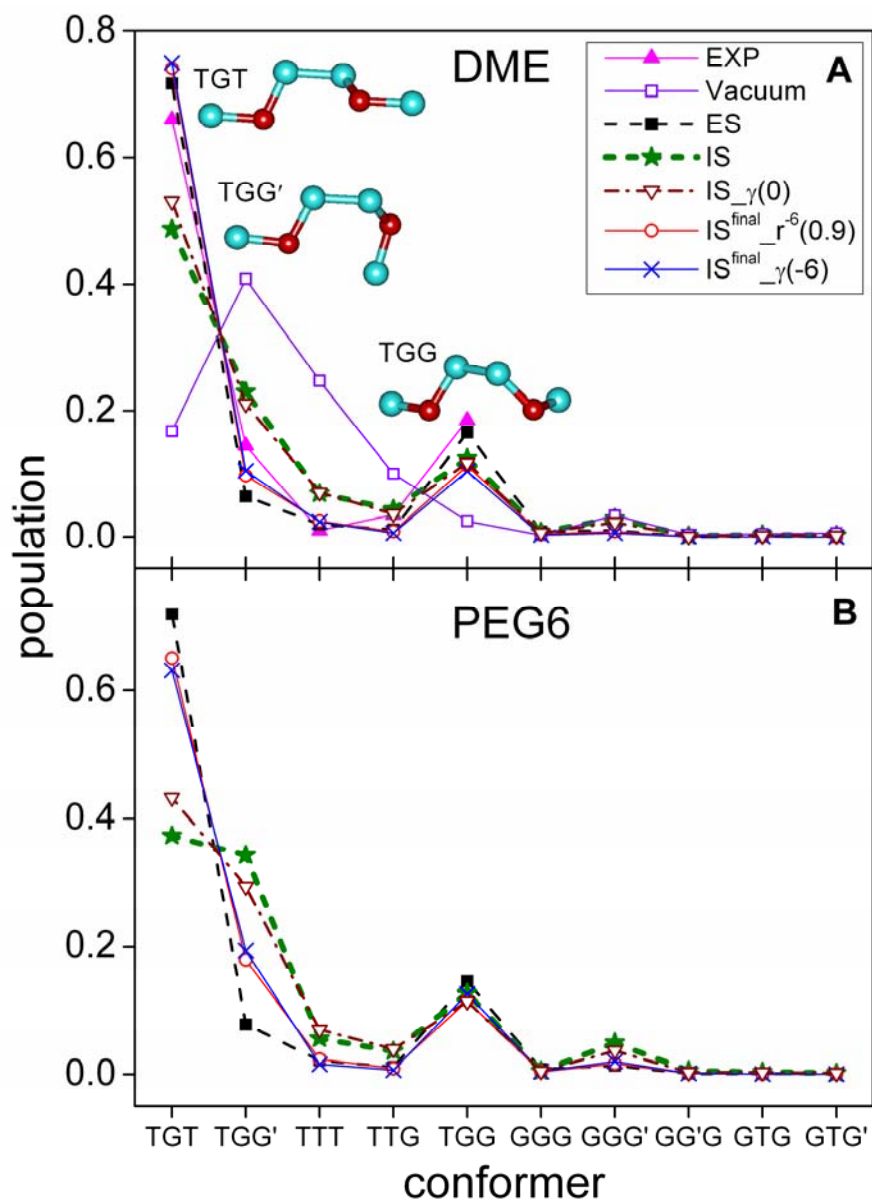 0.8
DME
A
TGT
EXP
Vacuum
ES
IS
IS_γ(0)
IS^final_r^-6(0.9)
IS^final_γ(-6)
0.6
TGG'
0.4
TGG
0.2
0.0
population
PEG6
B
0.6
0.4
0.2
0.0
TGT TGG' TTT TTG TGG GGG GGG' GG'G GTG GTG'
conformer